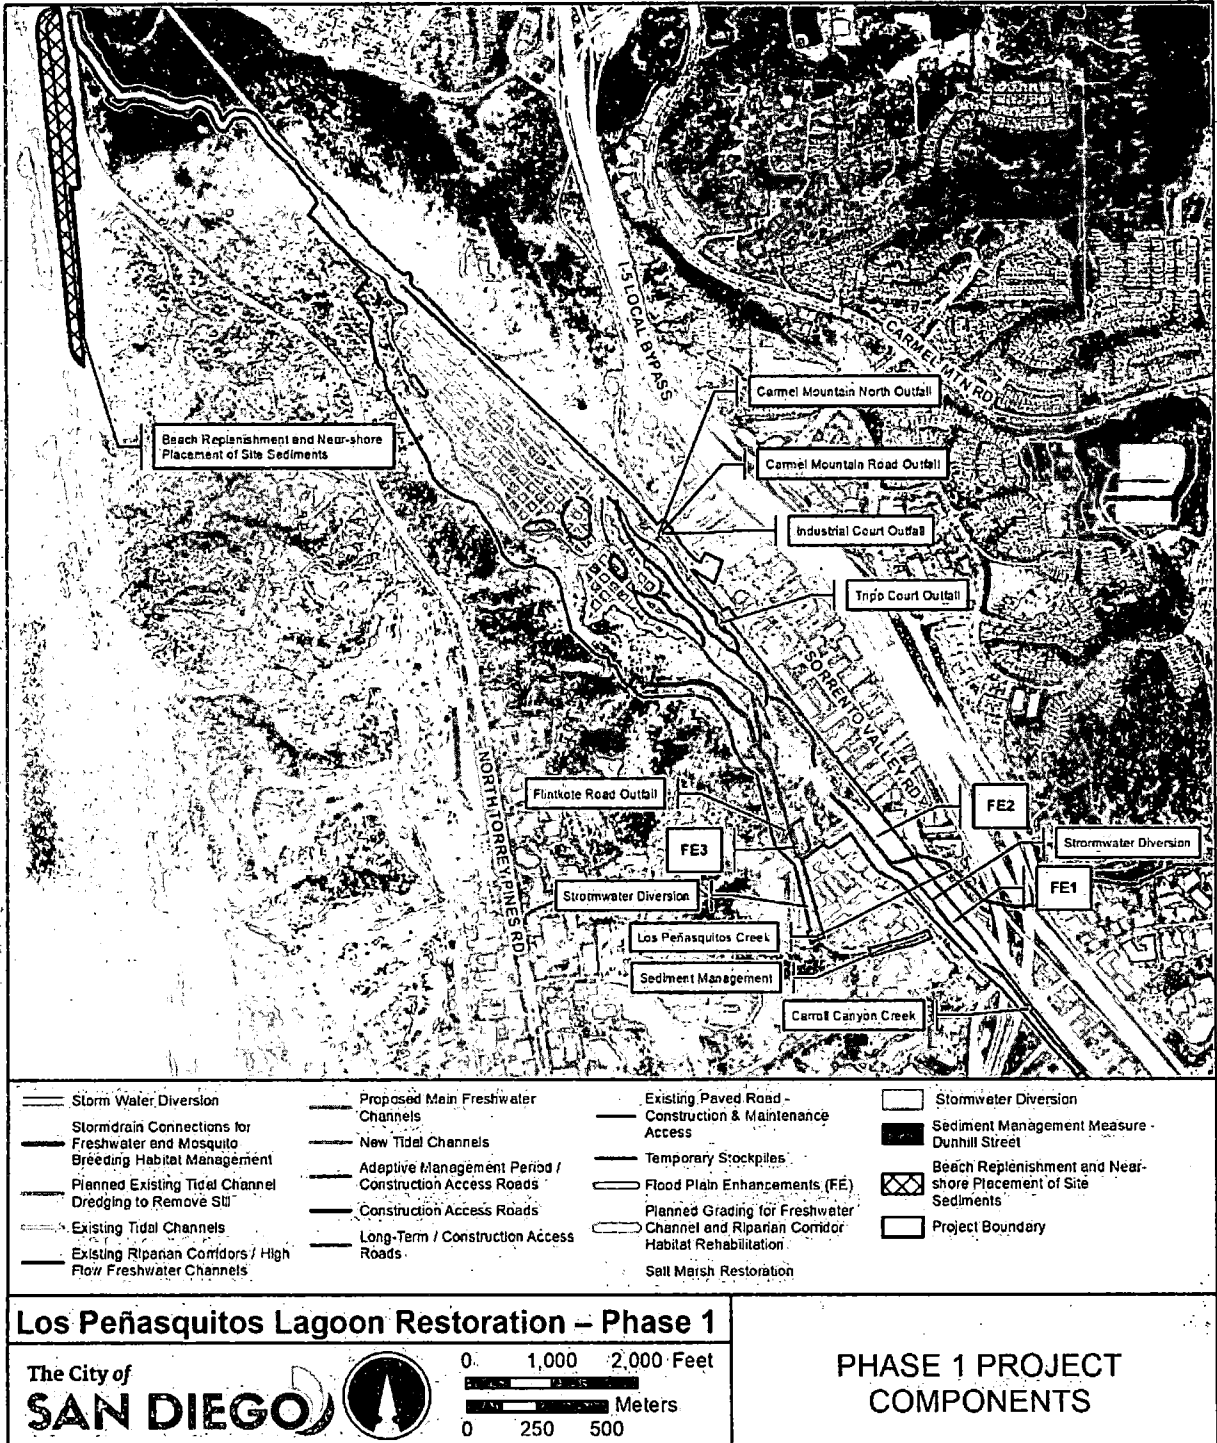 I-5 LOCAL BYPASS
CARMEL MTN RD
Carmel Mountain North Outfall
Beach Replenishment and Near-shore
Placement of Site Sediments
Carmel Mountain Road Outfall
Industrial Court Outfall
Tripp Court Outfall
SORRENTO VALLEY RD
NORTH TORREY PINES RD
Flintkote Road Outfall
FE2
FE3
Strormwater Diversion
FE1
Strormwater Diversion
Los Peñasquitos Creek
Sediment Management
Carroll Canyon Creek
Storm Water Diversion
Stormdrain Connections for
Freshwater and Mosquito
Breeding Habitat Management
Planned Existing Tidal Channel
Dredging to Remove Silt
Existing Tidal Channels
Existing Riparian Corridors / High
Flow Freshwater Channels
Proposed Main Freshwater
Channels
New Tidal Channels
Adaptive Management Period /
Construction Access Roads
Construction Access Roads
Long-Term / Construction Access
Roads
Existing Paved Road -
Construction & Maintenance
Access
Temporary Stockpiles
Flood Plain Enhancements (FE)
Planned Grading for Freshwater
Channel and Riparian Corridor
Habitat Rehabilitation
Salt Marsh Restoration
Stormwater Diversion
Sediment Management Measure -
Dunhill Street
Beach Replenishment and Near-
shore Placement of Site
Sediments
Project Boundary
Los Peñasquitos Lagoon Restoration – Phase 1
The City of
SAN DIEGO
0 1,000 2,000 Feet
Meters
0 250 500
PHASE 1 PROJECT
COMPONENTS